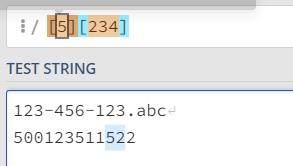 / [5][234]
TEST STRING
123-456-123.abc↵
500123511522